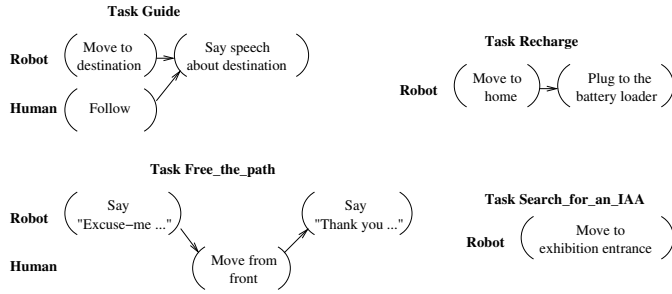 Task Guide
Robot
Move to
destination
Say speech
about destination
Human
Follow
Task Recharge
Robot
Move to
home
Plug to the
battery loader
Task Free_the_path
Robot
Say
"Excuse−me ..."
Say
"Thank you ..."
Human
Move from
front
Task Search_for_an_IAA
Robot
Move to
exhibition entrance